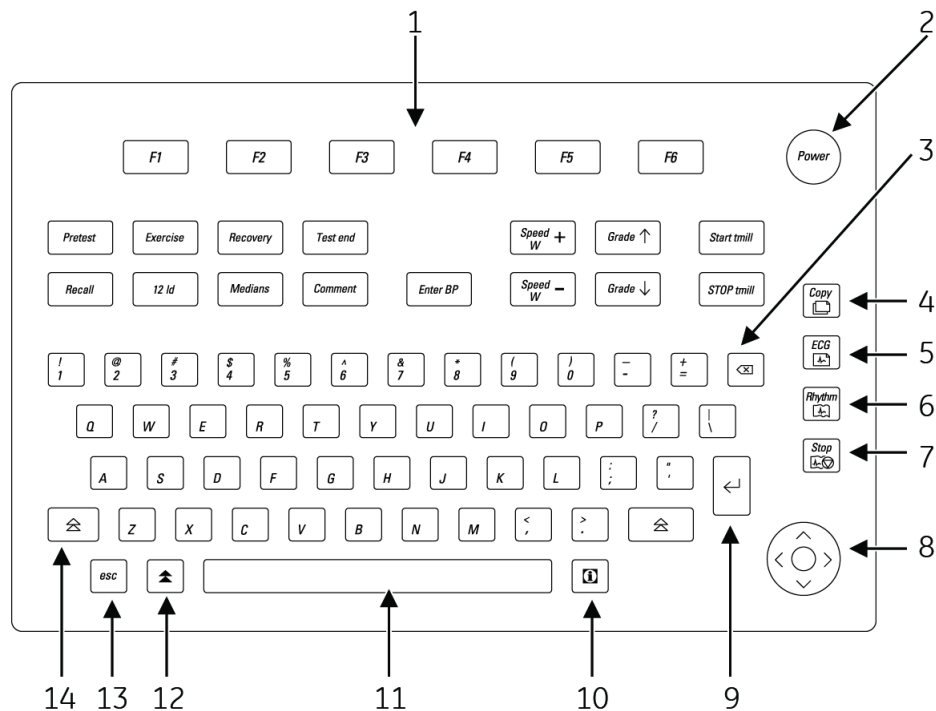 1 2
F1 F2 F3 F4 F5 F6 Power 3
Pretest Exercise Recovery Test end Speed W + Grade ↑ Start tmill
Recall 12 ld Medians Comment Enter BP Speed W – Grade ↓ STOP tmill
Copy 4
ECG 5
! @ # $ % ^ & * ( ) – +
1 2 3 4 5 6 7 8 9 0 - =
Rhythm 6
Q W E R T Y U I O P ? / | \
Stop 7
A S D F G H J K L : ; " '
Z X C V B N M < , > . 8
esc
14 13 12 11 10 9